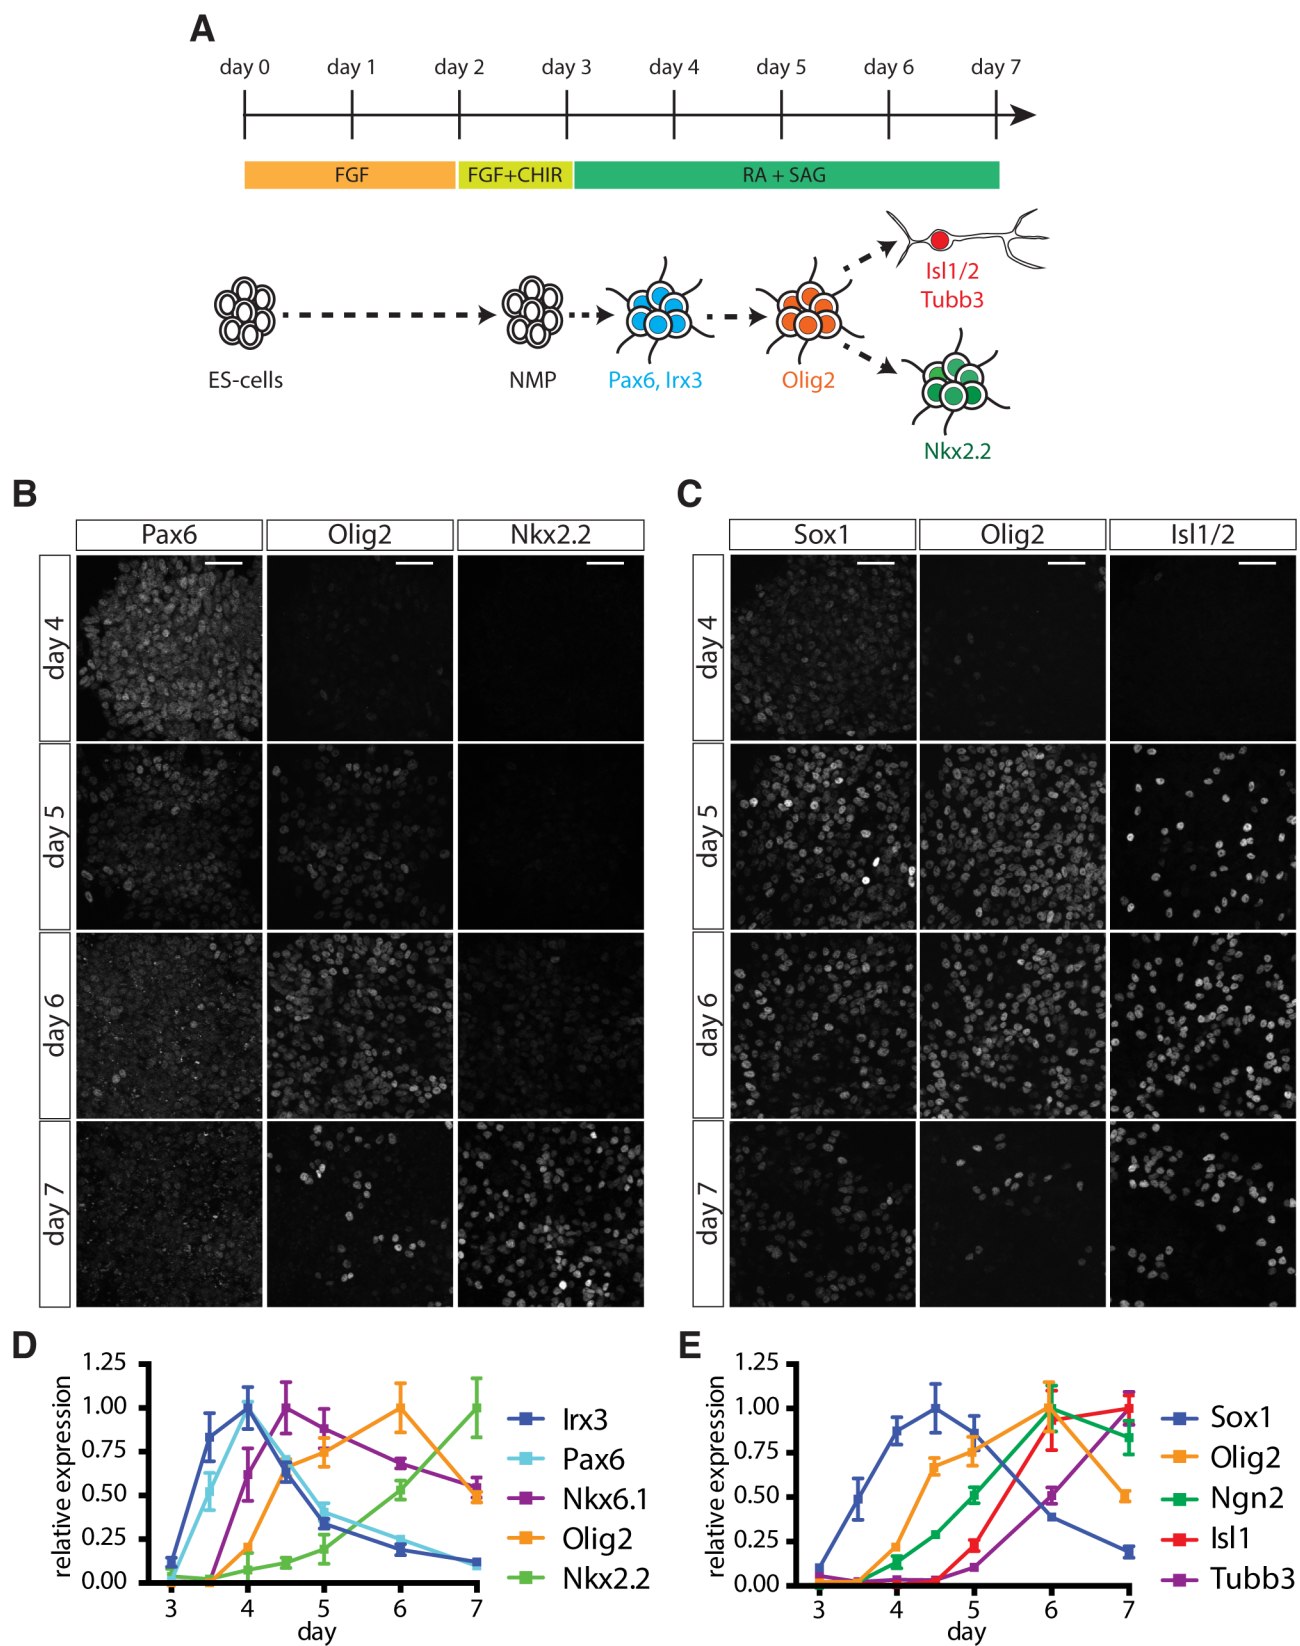 A
day 0 day 1 day 2 day 3 day 4 day 5 day 6 day 7
FGF FGF+CHIR RA + SAG
Isl1/2
Tubb3
ES-cells NMP Pax6, Irx3 Olig2
Nkx2.2
B
Pax6 Olig2 Nkx2.2
day 4
day 5
day 6
day 7
C
Sox1 Olig2 Isl1/2
day 4
day 5
day 6
day 7
D
relative expression
1.25
1.00
0.75
0.50
0.25
0.00
3 4 5 6 7
day
Irx3
Pax6
Nkx6.1
Olig2
Nkx2.2
E
relative expression
1.25
1.00
0.75
0.50
0.25
0.00
3 4 5 6 7
day
Sox1
Olig2
Ngn2
Isl1
Tubb3